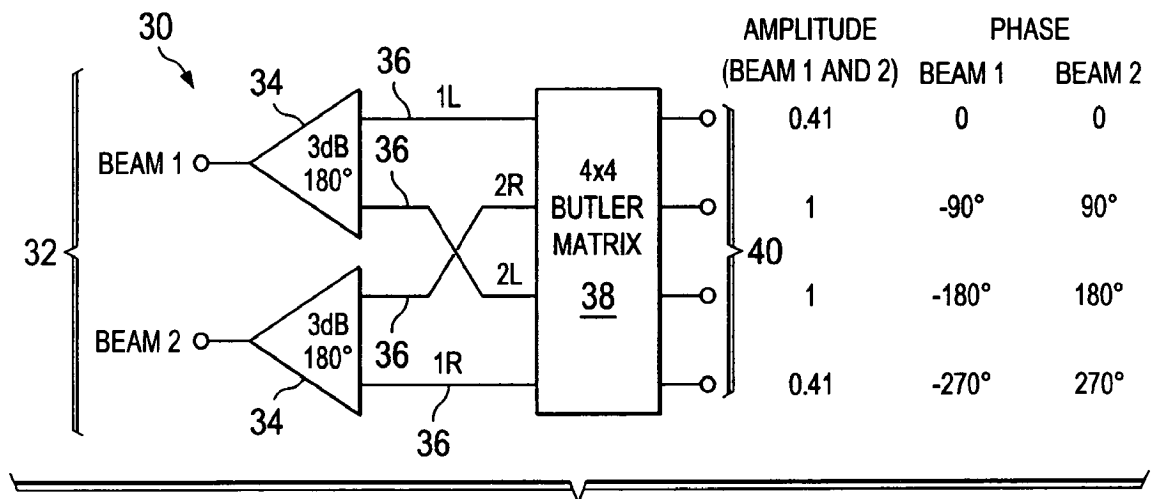 30
AMPLITUDE
(BEAM 1 AND 2)
PHASE
BEAM 1
BEAM 2
32
34
36
1L
BEAM 1
3dB
180°
36
2R
4x4
BUTLER
MATRIX
38
2L
BEAM 2
3dB
180°
36
1R
34
36
40
0.41 0 0
1 -90° 90°
1 -180° 180°
0.41 -270° 270°